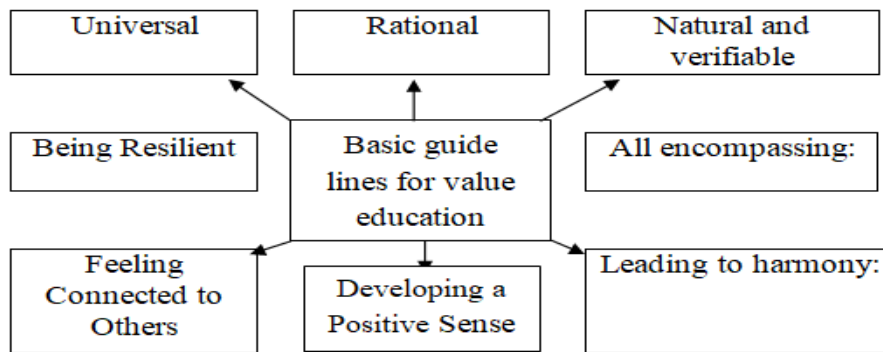 Universal
Rational
Natural and
verifiable
Being Resilient
Basic guide
lines for value
education
All encompassing:
Feeling
Connected to
Others
Developing a
Positive Sense
Leading to harmony: